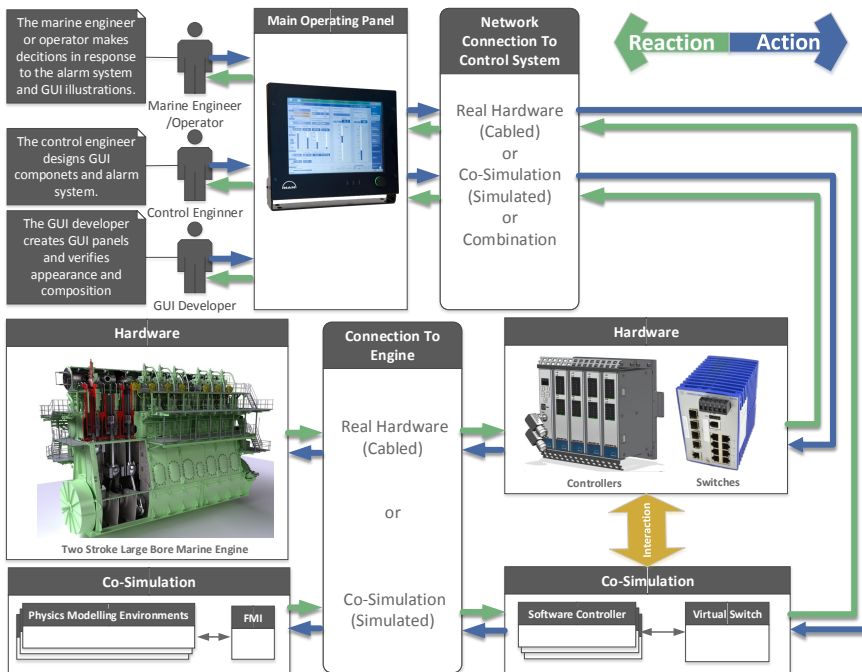 The marine engineer
or operator makes
decitions in response
to the alarm system
and GUI illustrations.
Marine Engineer
/Operator
The control engineer
designs GUI
componets and alarm
system.
Control Enginner
The GUI developer
creates GUI panels
and verifies
appearance and
composition
GUI Developer
Main Operating Panel
MAN
Network
Connection To
Control System
Real Hardware
(Cabled)
or
Co-Simulation
(Simulated)
or
Combination
Reaction
Action
Hardware
Two Stroke Large Bore Marine Engine
Connection To
Engine
Real Hardware
(Cabled)
or
Co-Simulation
(Simulated)
Hardware
Controllers
Switches
Interaction
Co-Simulation
Physics Modelling Environments
FMI
Co-Simulation
Software Controller
Virtual Switch